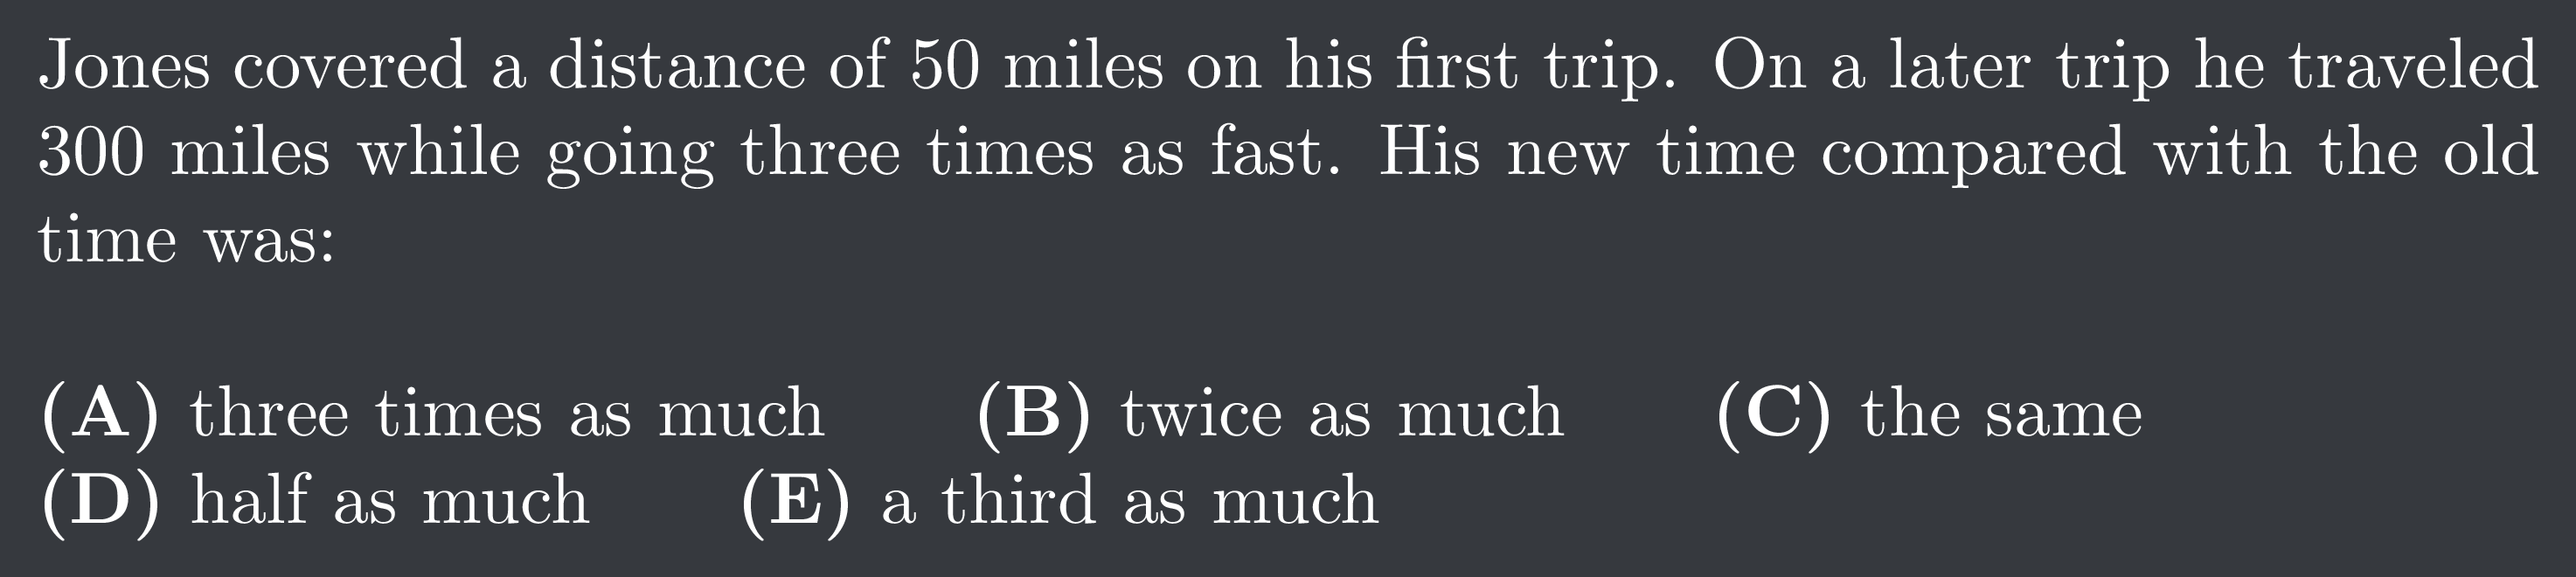 Jones covered a distance of 50 miles on his first trip. On a later trip he traveled
300 miles while going three times as fast. His new time compared with the old
time was:
(A) three times as much (B) twice as much (C) the same
(D) half as much (E) a third as much